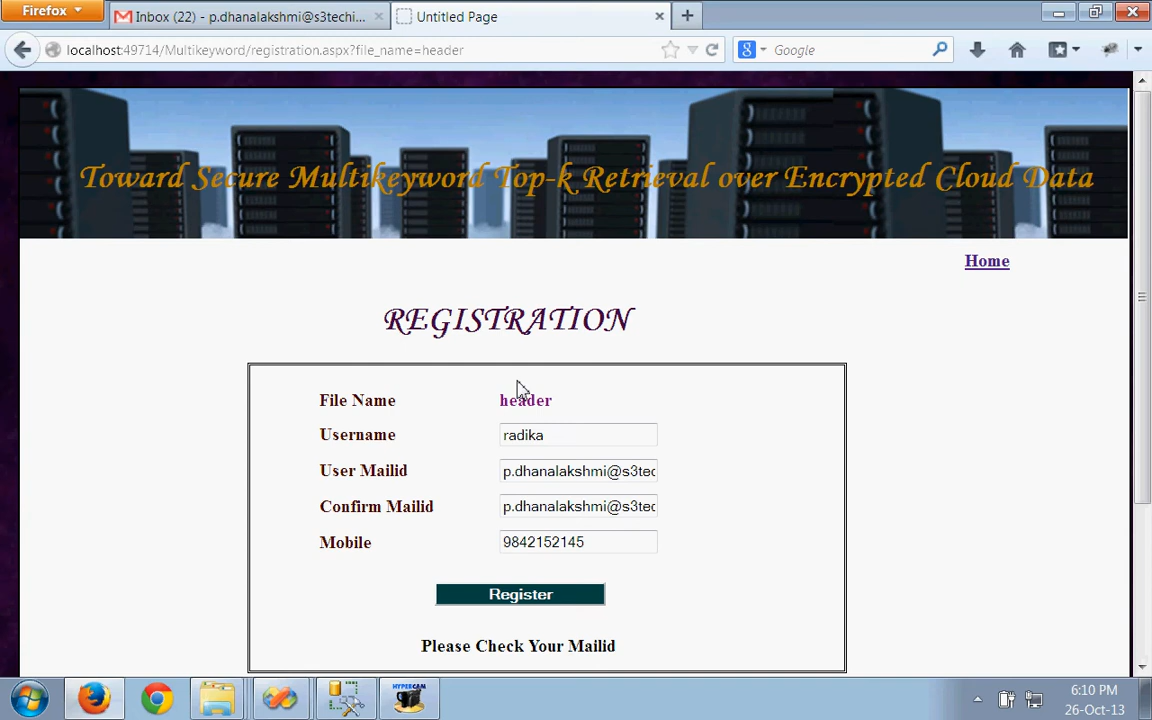 Firefox
Inbox (22) - p.dhanalakshmi@s3techi...
Untitled Page
localhost:49714/Multikeyword/registration.aspx?file_name=header
Google
Toward Secure Multikeyword Top-k Retrieval over Encrypted Cloud Data
Home
REGISTRATION
File Name header
Username radika
User Mailid p.dhanalakshmi@s3tec
Confirm Mailid p.dhanalakshmi@s3tec
Mobile 9842152145
Register
Please Check Your Mailid
HYPERCAM
6:10 PM
26-Oct-13